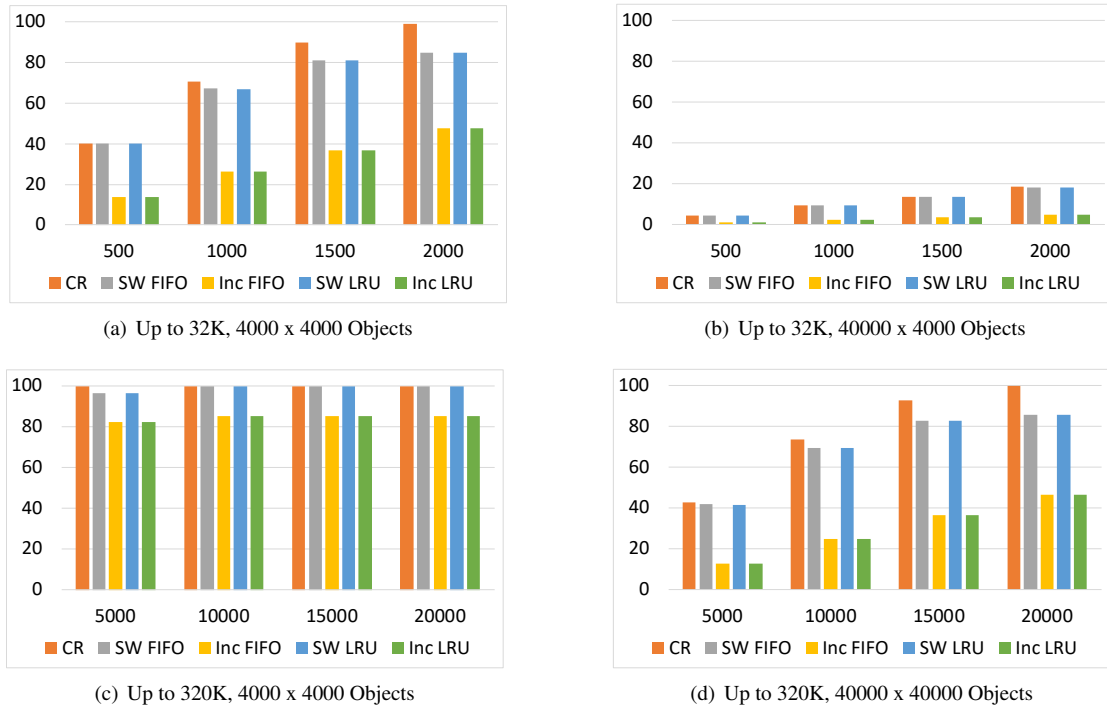 100
80
60
40
20
0
500 1000 1500 2000
CR SW FIFO Inc FIFO SW LRU Inc LRU
(a) Up to 32K, 4000 x 4000 Objects
100
80
60
40
20
0
500 1000 1500 2000
CR SW FIFO Inc FIFO SW LRU Inc LRU
(b) Up to 32K, 40000 x 4000 Objects
100
80
60
40
20
0
5000 10000 15000 20000
CR SW FIFO Inc FIFO SW LRU Inc LRU
(c) Up to 320K, 4000 x 4000 Objects
100
80
60
40
20
0
5000 10000 15000 20000
CR SW FIFO Inc FIFO SW LRU Inc LRU
(d) Up to 320K, 40000 x 40000 Objects